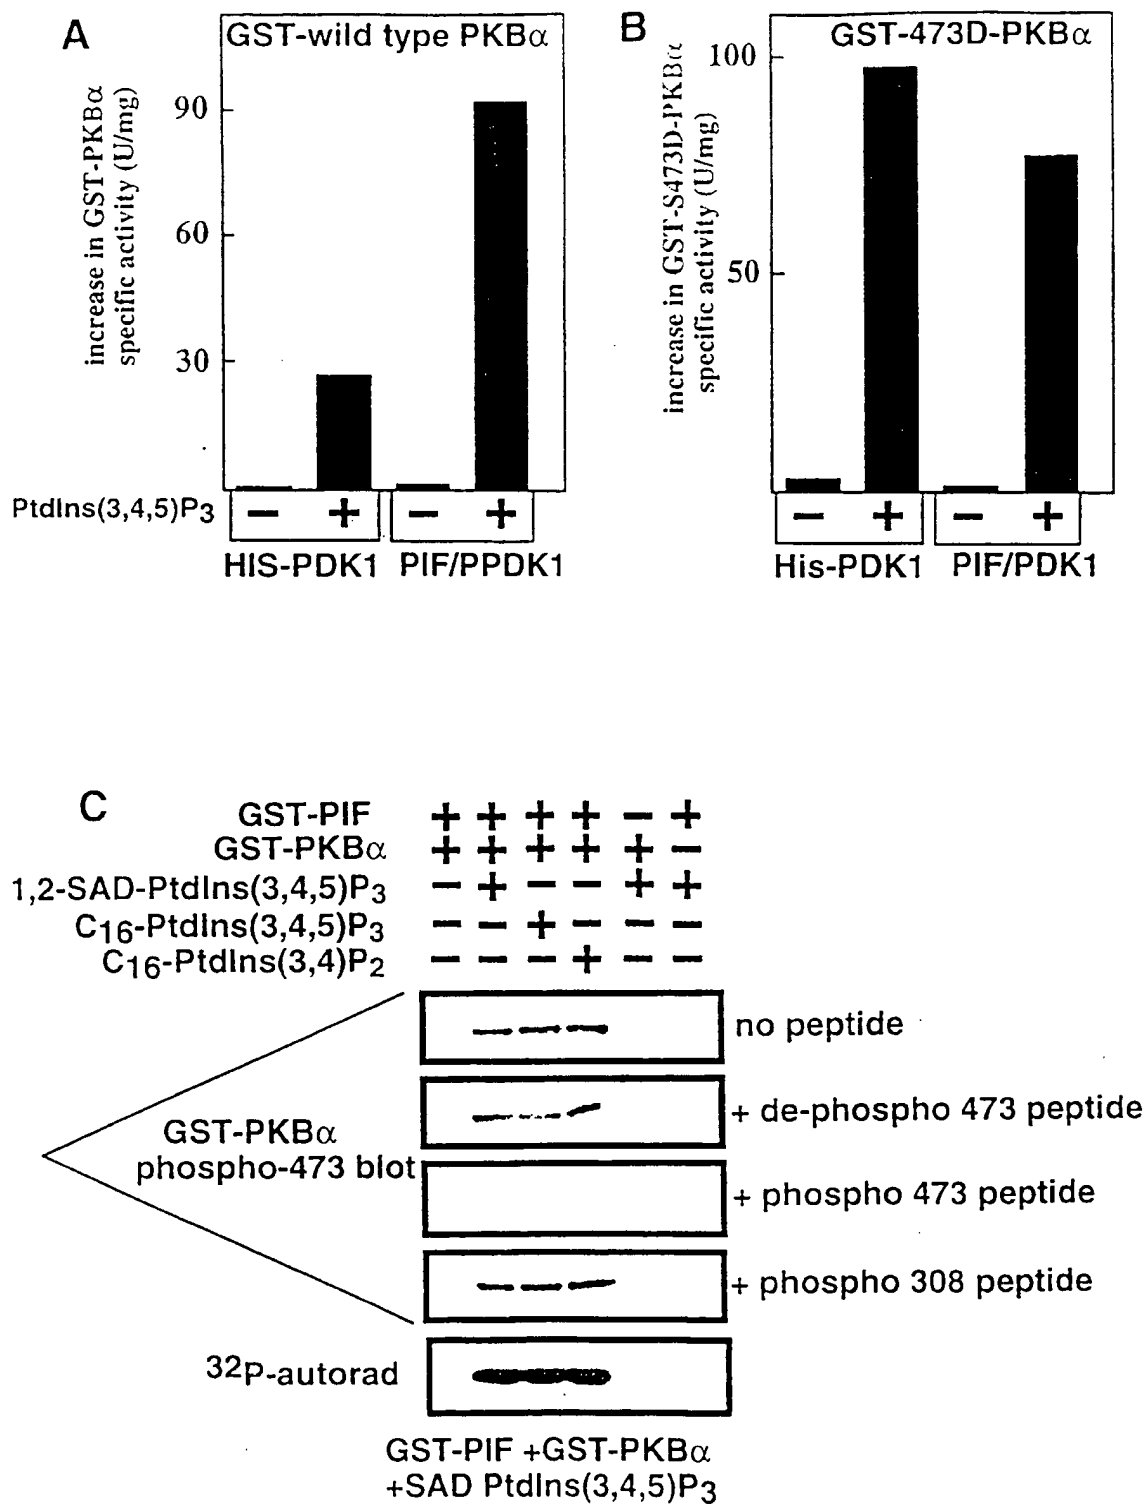 A
GST-wild type PKBα
increase in GST-PKBα
specific activity (U/mg)
90
60
30
PtdIns(3,4,5)P3
− + − +
HIS-PDK1 PIF/PPDK1
B
GST-473D-PKBα
increase in GST-S473D-PKBα
specific activity (U/mg)
100
50
− + − +
His-PDK1 PIF/PDK1
C
GST-PIF + + + + − +
GST-PKBα + + + + + −
1,2-SAD-PtdIns(3,4,5)P3 − + − − + +
C16-PtdIns(3,4,5)P3 − − + − − −
C16-PtdIns(3,4)P2 − − − + − −
no peptide
+ de-phospho 473 peptide
GST-PKBα
phospho-473 blot
+ phospho 473 peptide
+ phospho 308 peptide
32P-autorad
GST-PIF +GST-PKBα
+SAD PtdIns(3,4,5)P3